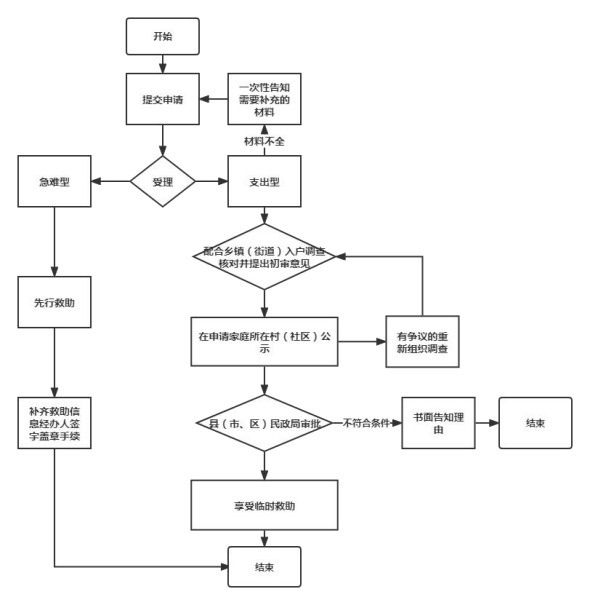 开始
提交申请
一次性告知
需要补充的
材料
材料不全
急难型
受理
支出型
配合乡镇（街道）入户调查
核对并提出初审意见
先行救助
在申请家庭所在村（社区）公
示
有争议的重
新组织调查
补齐救助信
息经办人签
字盖章手续
县（市、区）民政局审批
不符合条件
书面告知理
由
结束
享受临时救助
结束